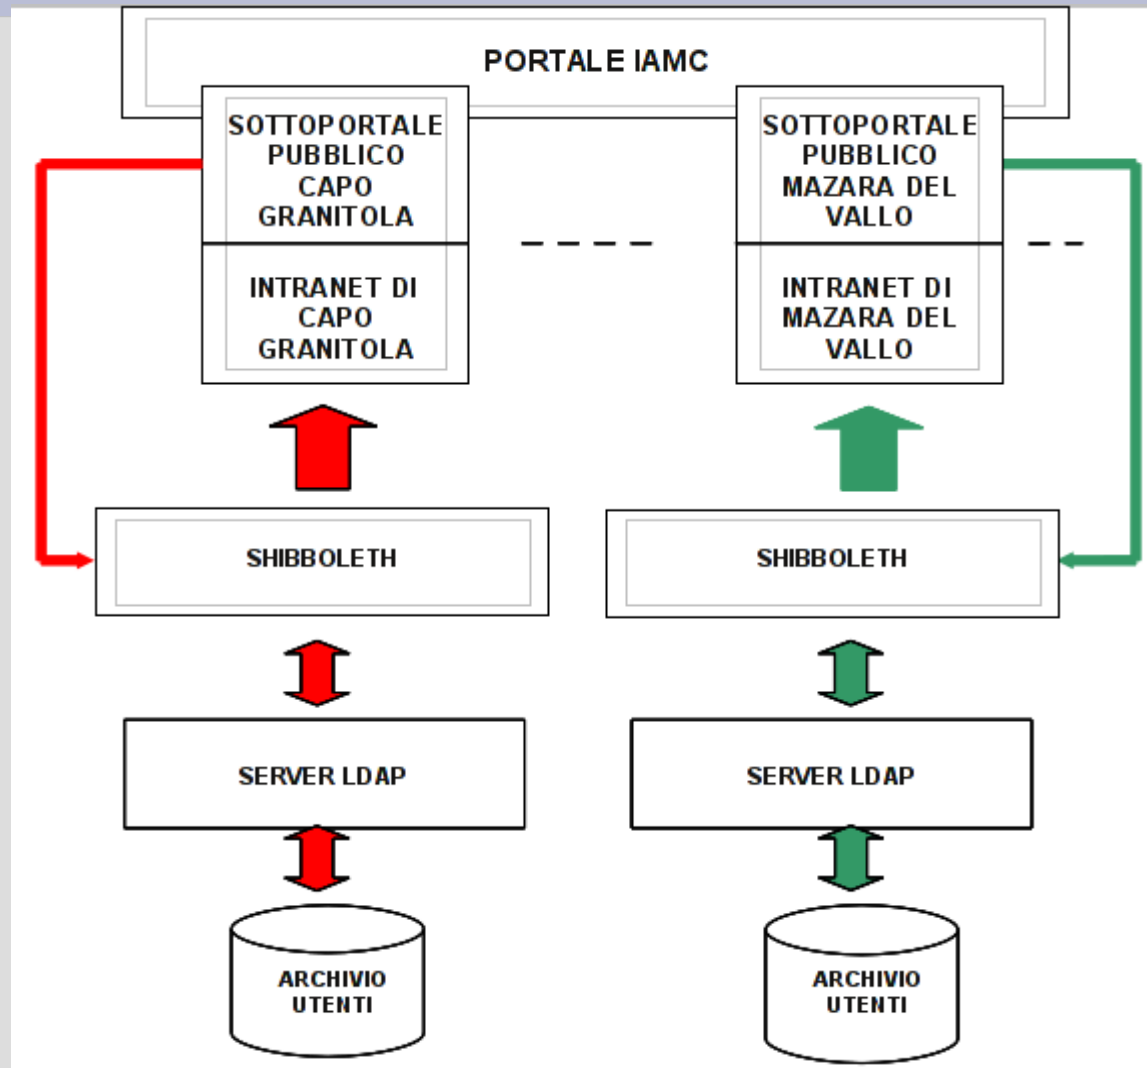 PORTALE IAMC
SOTTOPORTALE
PUBBLICO
CAPO
GRANITOLA
INTRANET DI
CAPO
GRANITOLA
SOTTOPORTALE
PUBBLICO
MAZARA DEL
VALLO
INTRANET DI
MAZARA DEL
VALLO
SHIBBOLETH
SHIBBOLETH
SERVER LDAP
SERVER LDAP
ARCHIVIO
UTENTI
ARCHIVIO
UTENTI